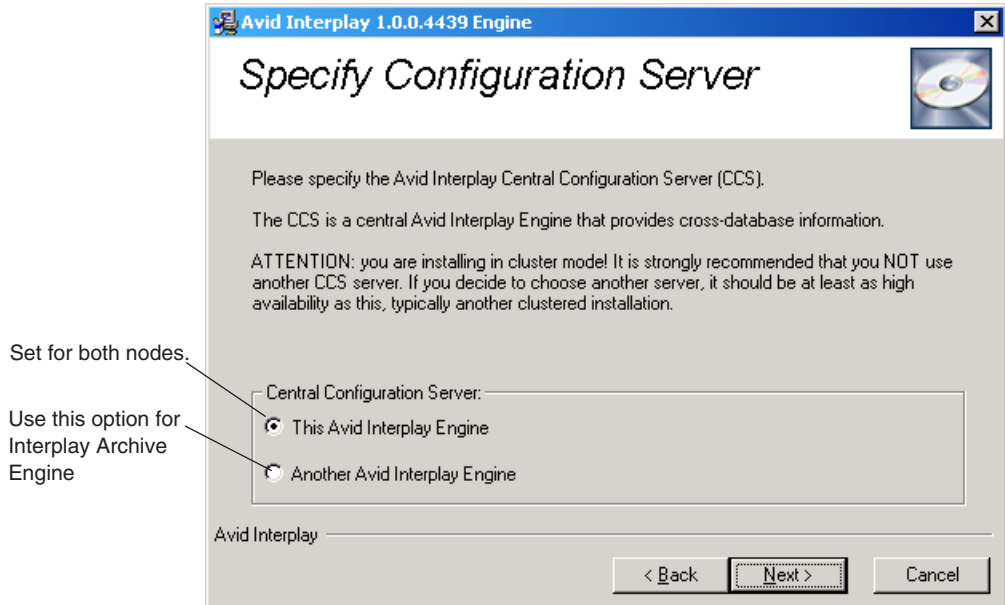 Avid Interplay 1.0.0.4439 Engine
Specify Configuration Server
Please specify the Avid Interplay Central Configuration Server (CCS).
The CCS is a central Avid Interplay Engine that provides cross-database information.
ATTENTION: you are installing in cluster mode! It is strongly recommended that you NOT use
another CCS server. If you decide to choose another server, it should be at least as high
availability as this, typically another clustered installation.
Set for both nodes.
Central Configuration Server:
This Avid Interplay Engine
Use this option for
Interplay Archive
Engine
Another Avid Interplay Engine
Avid Interplay
< Back
Next >
Cancel